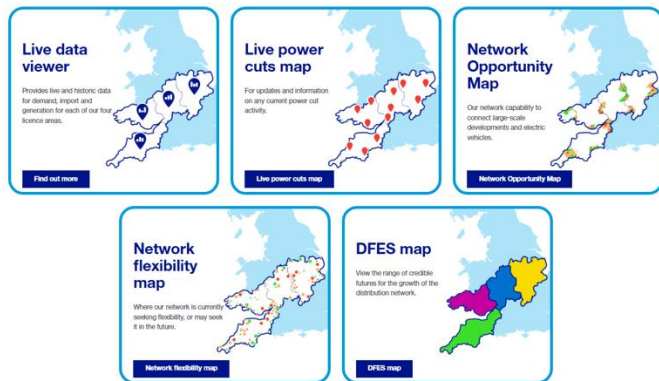 Live data
viewer
Provides live and historic data
for demand, import and
generation for each of our four
licence areas.
Find out more
Live power
cuts map
For updates and information
on any current power cut
activity.
Live power cuts map
Network
Opportunity
Map
Our network capability to
connect large-scale
developments and electric
vehicles.
Network Opportunity Map
Network
flexibility
map
Where our network is currently
seeking flexibility, or may seek
it in the future.
Network flexibility map
DFES map
View the range of credible
futures for the growth of the
distribution network.
DFES map